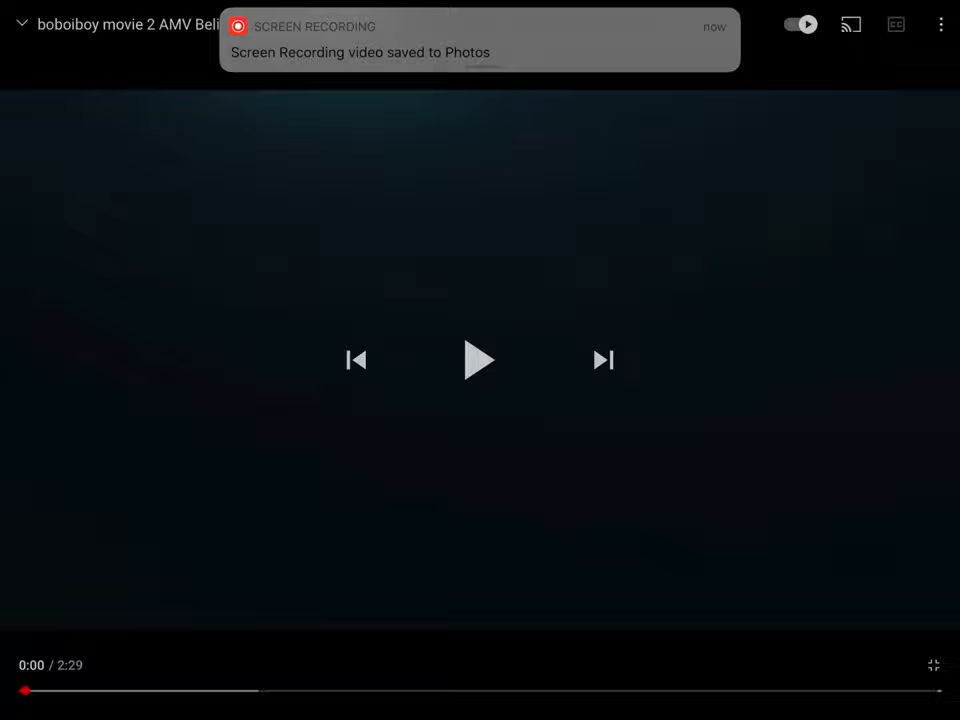 boboiboy movie 2 AMV Beli
SCREEN RECORDING
now
Screen Recording video saved to Photos
CC
0:00 / 2:29